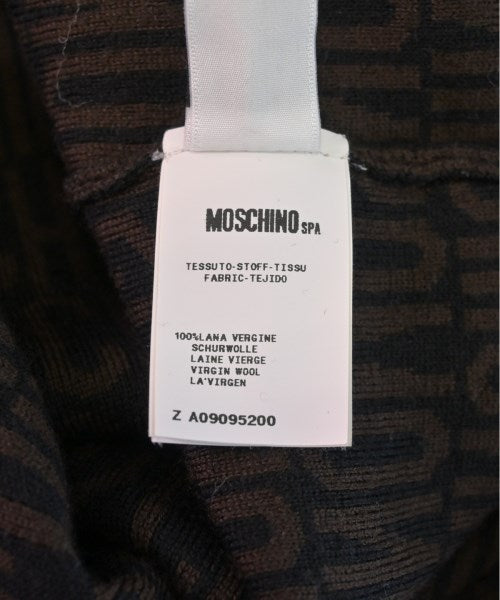 MOSCHINO SPA
TESSUTO-STOFF-TISSU
FABRIC-TEJIDO
100%LANA VERGINE
SCHURWOLLE
LAINE VIERGE
VIRGIN WOOL
LA'VIRGEN
Z A09095200